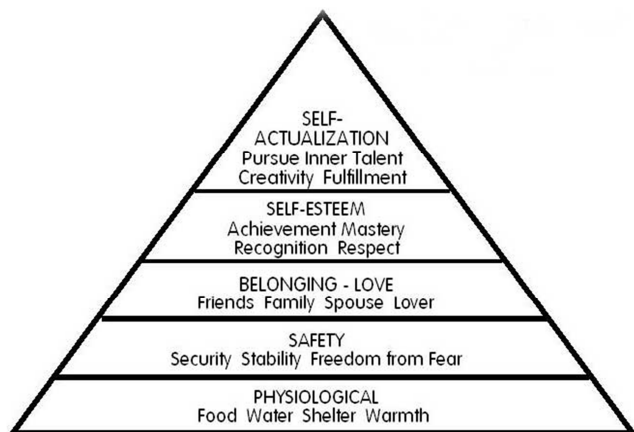 SELF-
ACTUALIZATION
Pursue Inner Talent
Creativity Fulfillment
SELF-ESTEEM
Achievement Mastery
Recognition Respect
BELONGING - LOVE
Friends Family Spouse Lover
SAFETY
Security Stability Freedom from Fear
PHYSIOLOGICAL
Food Water Shelter Warmth